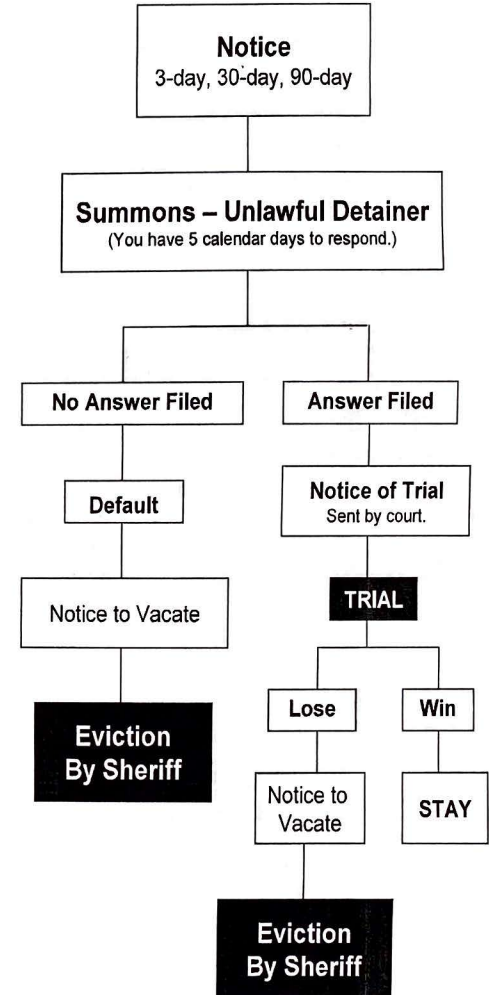 Notice
3-day, 30-day, 90-day
Summons – Unlawful Detainer
(You have 5 calendar days to respond.)
No Answer Filed
Answer Filed
Default
Notice of Trial
Sent by court.
Notice to Vacate
TRIAL
Eviction
By Sheriff
Lose
Win
Notice to
Vacate
STAY
Eviction
By Sheriff